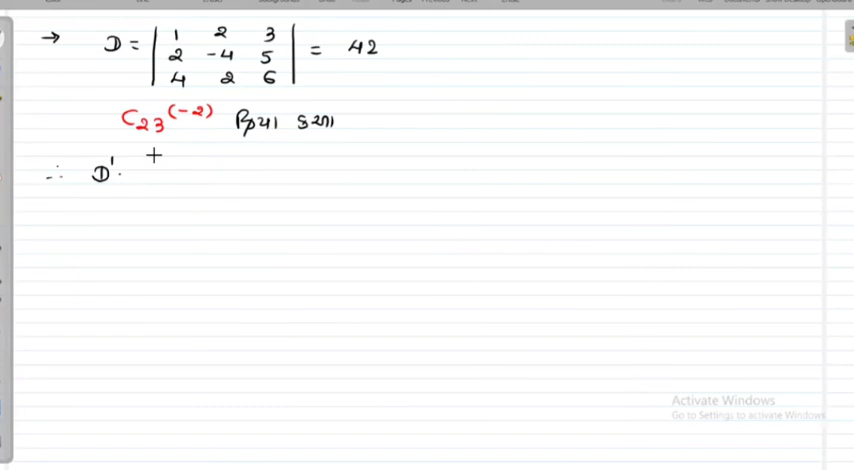 → D = | 1 2 3 |
| 2 -4 5 | = 42
| 4 2 6 |
C₂₃⁽⁻²⁾ ક્રિયા કરતા
∴ D'
Activate Windows
Go to Settings to activate Windows.